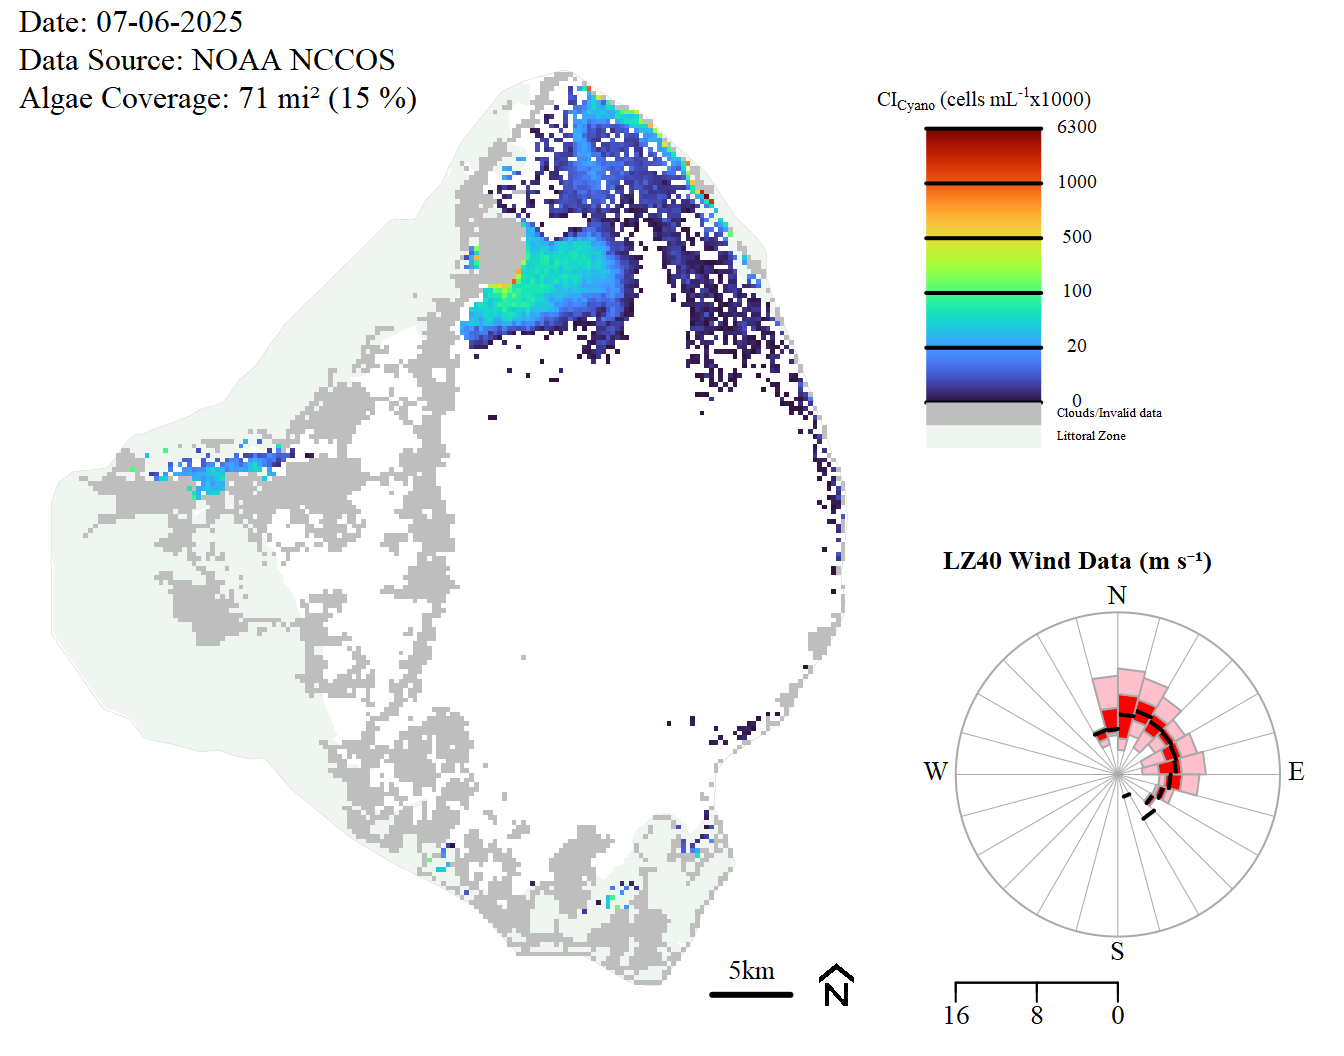 Date: 07-06-2025
Data Source: NOAA NCCOS
Algae Coverage: 71 mi² (15 %)
CI_Cyano (cells mL⁻¹x1000)
6300
1000
500
100
20
0
Clouds/Invalid data
Littoral Zone
LZ40 Wind Data (m s⁻¹)
N
W
E
S
5km
N
16 8 0